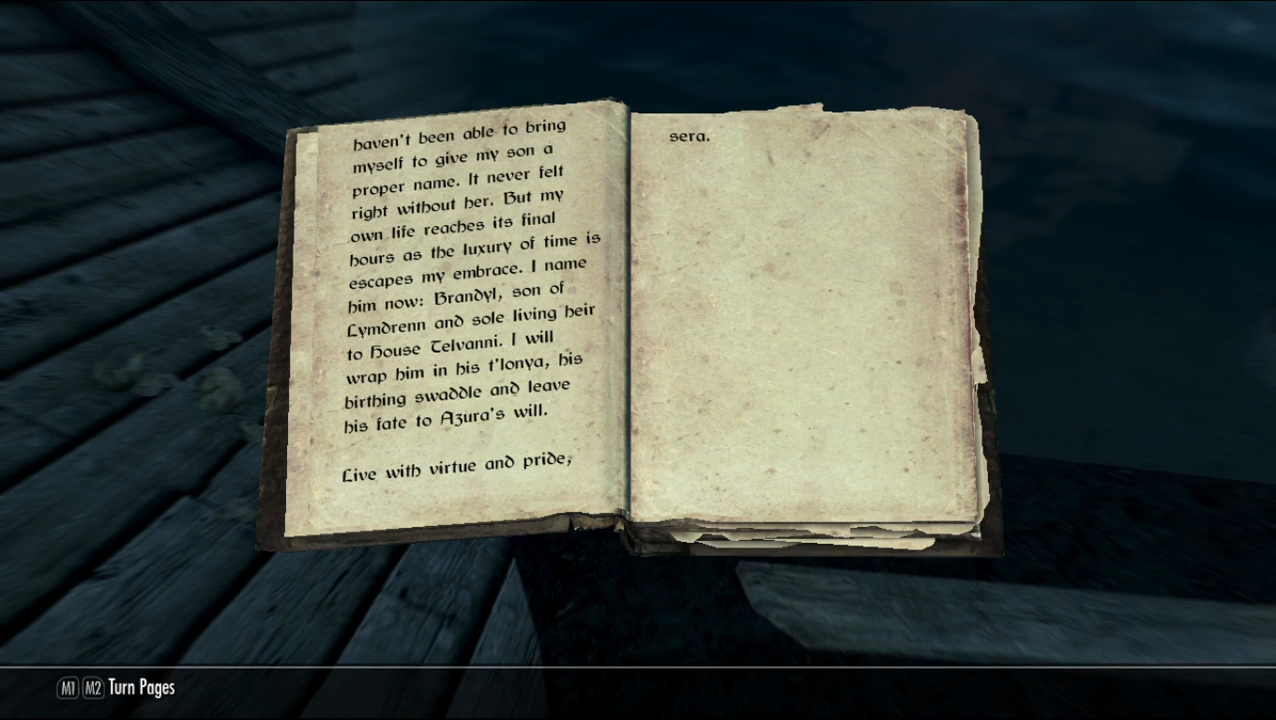 haven't been able to bring
myself to give my son a
proper name. It never felt
right without her. But my
own life reaches its final
hours as the luxury of time is
escapes my embrace. I name
him now: Brandyl, son of
Lymdrenn and sole living heir
to House Telvanni. I will
wrap him in his t'lonya, his
birthing swaddle and leave
his fate to Azura's will.
Live with virtue and pride,
sera.
M1 M2 Turn Pages